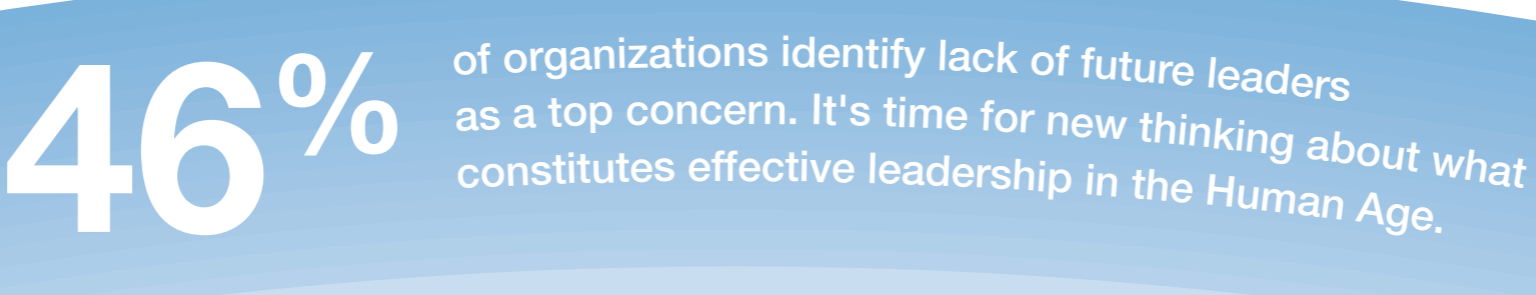 46%
of organizations identify lack of future leaders
as a top concern. It's time for new thinking about what
constitutes effective leadership in the Human Age.